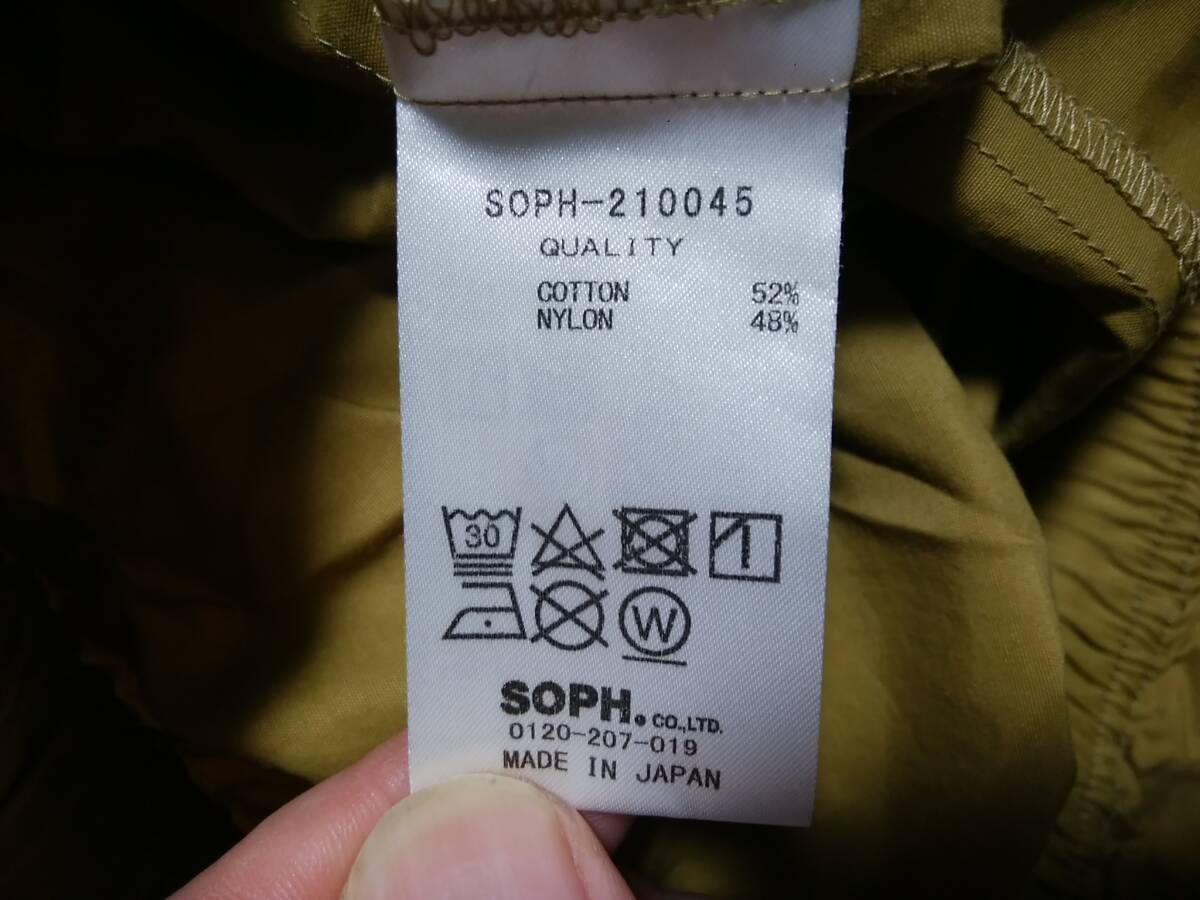 SOPH-210045
QUALITY
COTTON 52%
NYLON 48%
30
W
SOPH. CO.,LTD.
0120-207-019
MADE IN JAPAN